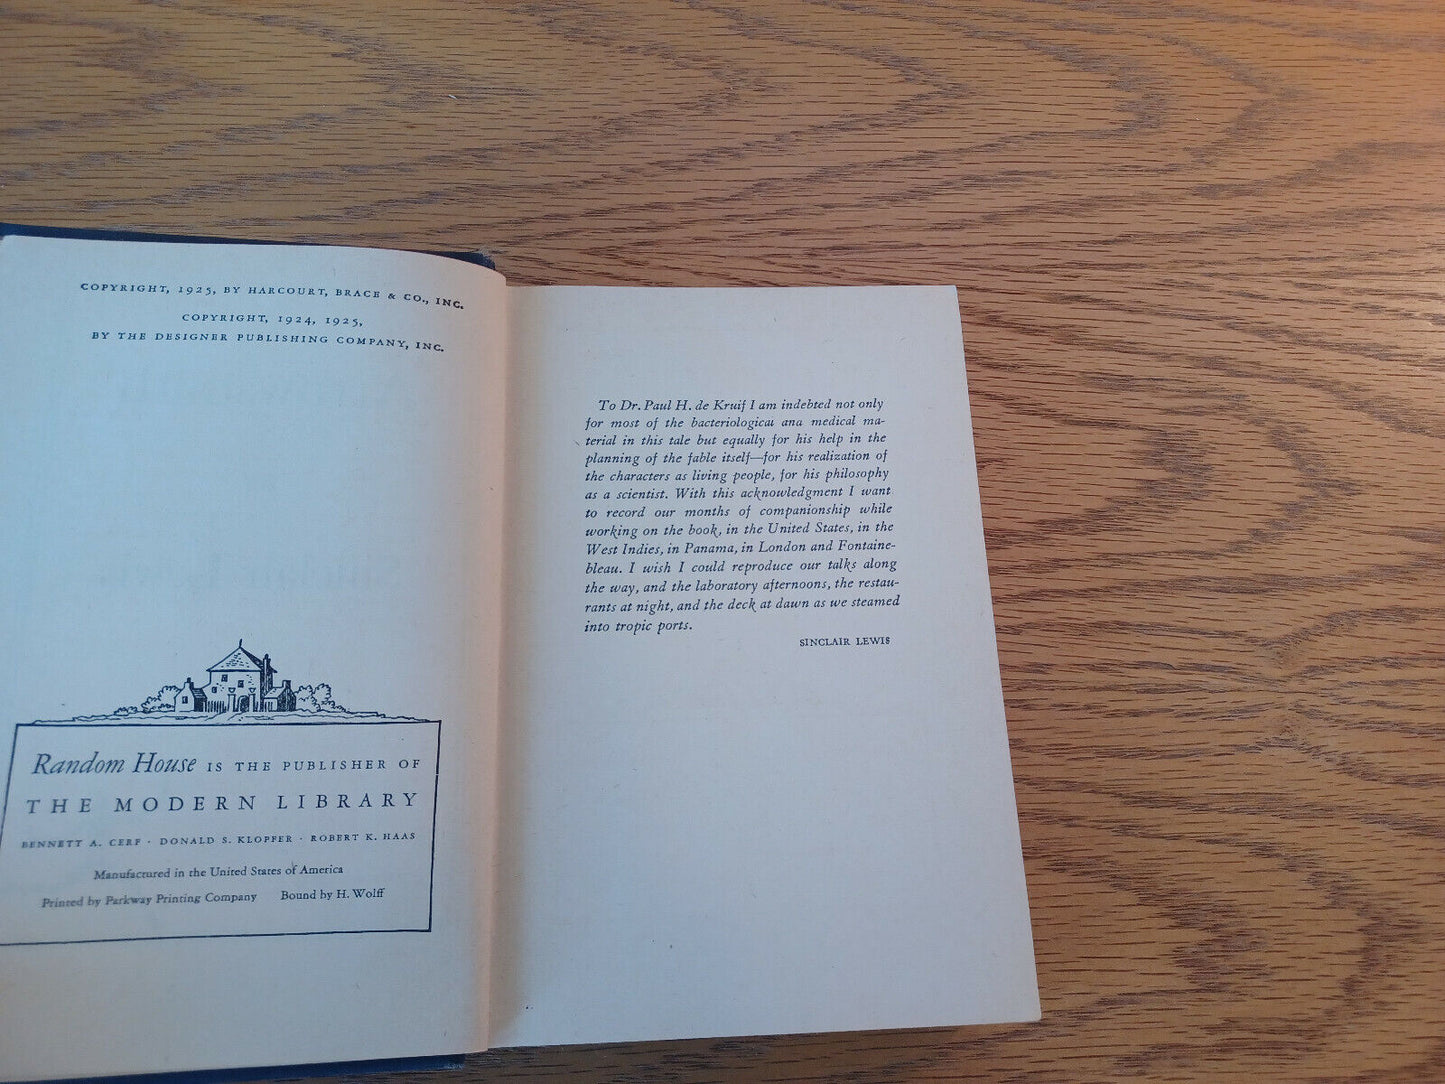 COPYRIGHT, 1925, BY HARCOURT, BRACE & CO., INC.
COPYRIGHT, 1924, 1925,
BY THE DESIGNER PUBLISHING COMPANY, INC.
Random House IS THE PUBLISHER OF
THE MODERN LIBRARY
BENNETT A. CERF · DONALD S. KLOPFER · ROBERT K. HAAS
Manufactured in the United States of America
Printed by Parkway Printing Company Bound by H. Wolff
To Dr. Paul H. de Kruif I am indebted not only
for most of the bacteriological and medical ma-
terial in this tale but equally for his help in the
planning of the fable itself—for his realization of
the characters as living people, for his philosophy
as a scientist. With this acknowledgment I want
to record our months of companionship while
working on the book, in the United States, in the
West Indies, in Panama, in London and Fontaine-
bleau. I wish I could reproduce our talks along
the way, and the laboratory afternoons, the restau-
rants at night, and the deck at dawn as we steamed
into tropic ports.
SINCLAIR LEWIS